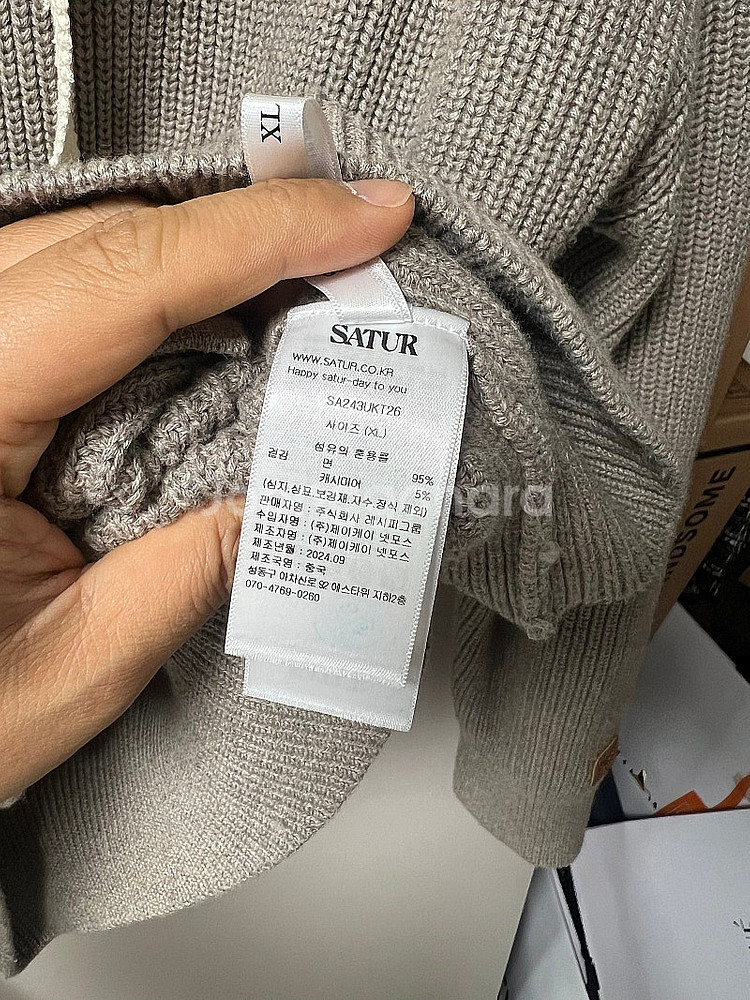 XL
SATUR
WWW.SATUR.CO.KR
Happy satur-day to you
SA243UKT26
사이즈 (XL)
섬유의 혼용률
겉감 면 95%
캐시미어 5%
(심지,상표,보강재,자수,장식 제외)
판매자명 : 주식회사 레시피그룹
수입자명 : (주)제이케이 넷모스
제조자명 : (주)제이케이 넷모스
제조년월 : 2024.09
제조국명 : 중국
성동구 아차산로 92 에스타워 지하2층
070-4769-0260